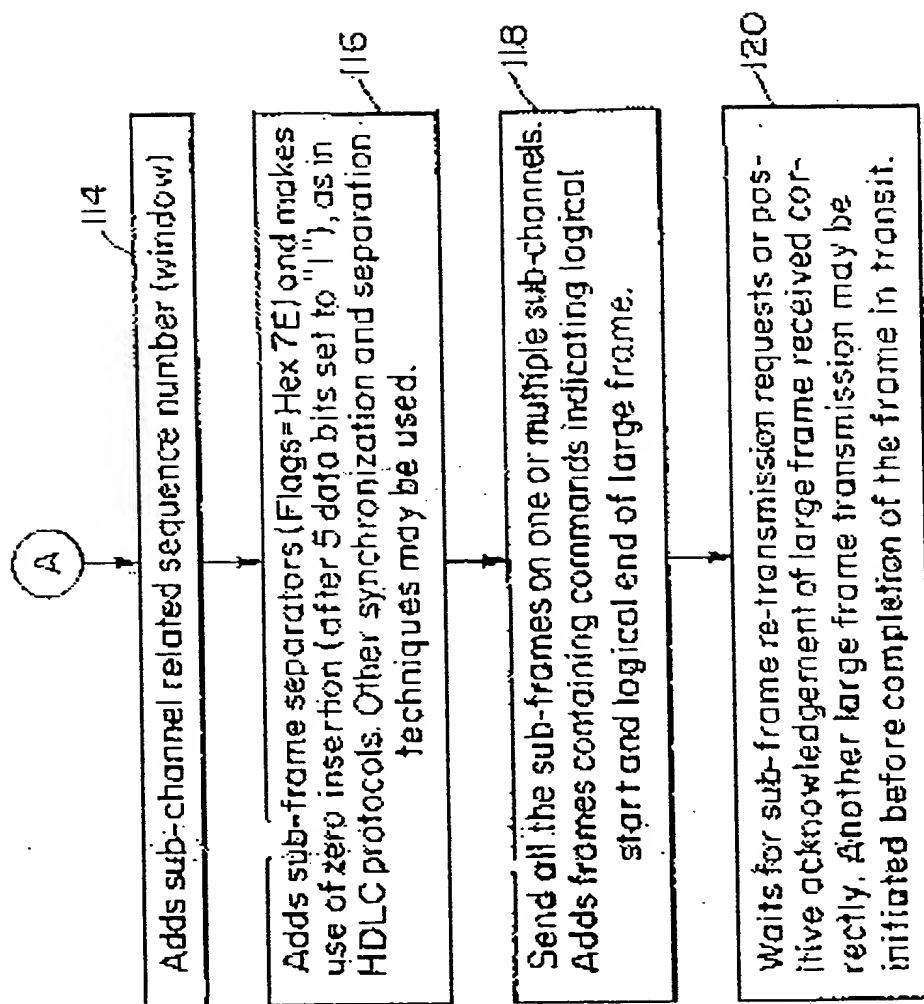 A
114
Adds sub-channel related sequence number (window)
116
Adds sub-frame separators (Flags= Hex 7E) and makes
use of zero insertion (after 5 data bits set to "1"), as in
HDLC protocols. Other synchronization and separation
techniques may be used.
118
Send all the sub-frames on one or multiple sub-channels.
Adds frames containing commands indicating logical
start and logical end of large frame.
120
Waits for sub-frame re-transmission requests or pos-
itive acknowledgement of large frame received cor-
rectly. Another large frame transmission may be
initiated before completion of the frame in transit.